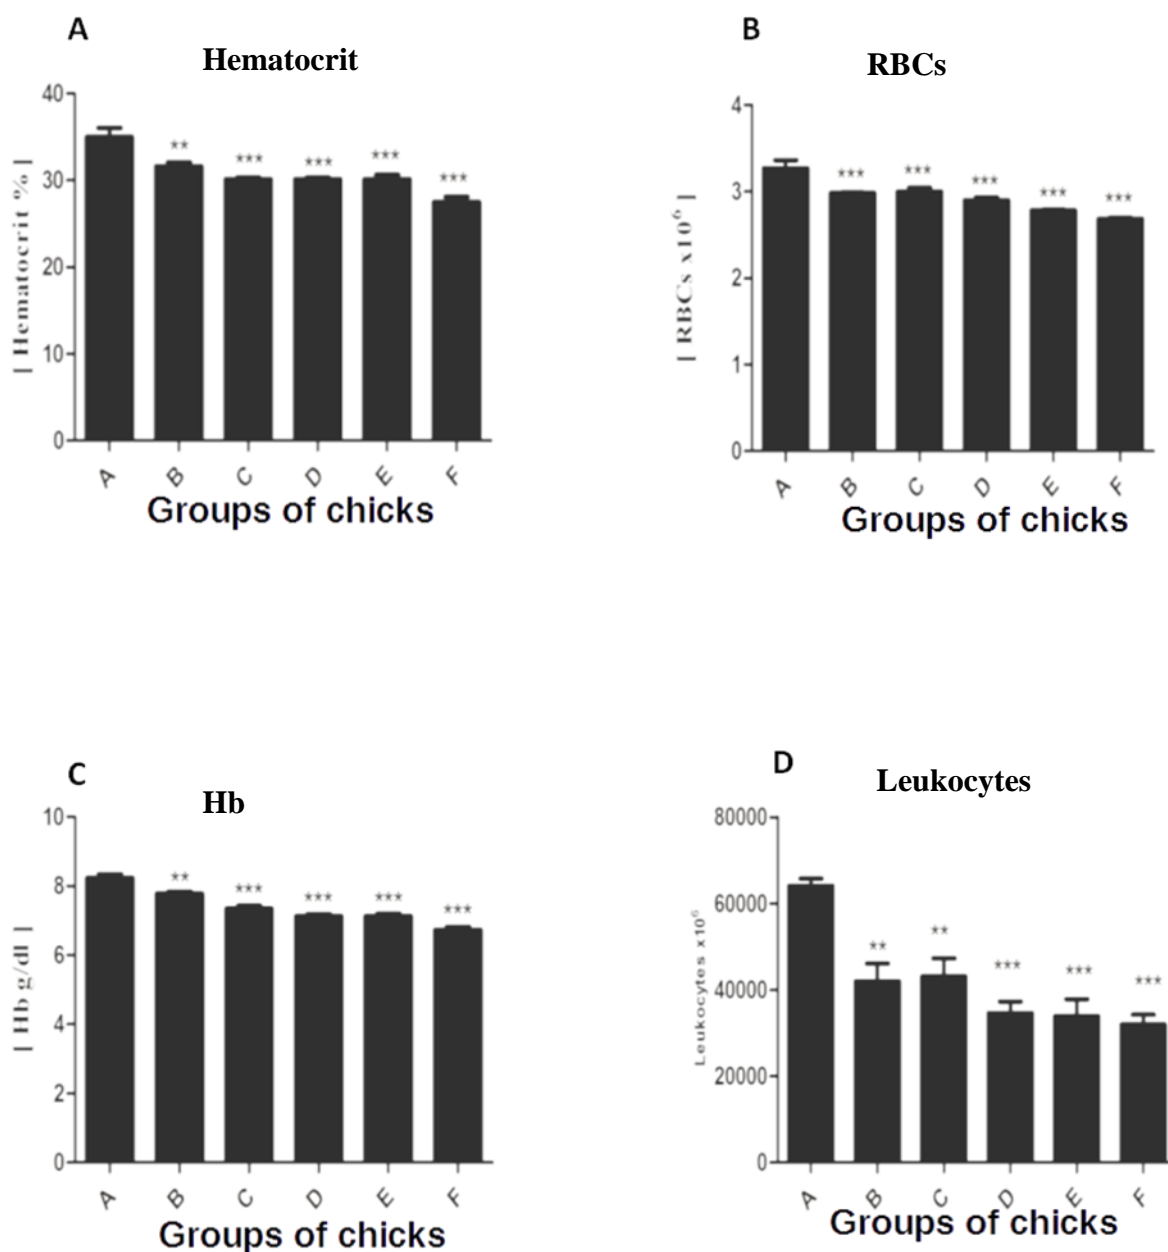 A
Hematocrit
[ Hematocrit % ]
40
30
20
10
0
** *** *** *** ***
A B C D E F
Groups of chicks
B
RBCs
[ RBCs x10⁶ ]
4
3
2
1
0
*** *** *** *** ***
A B C D E F
Groups of chicks
C
Hb
[ Hb g/dl ]
10
8
6
4
2
0
** *** *** *** ***
A B C D E F
Groups of chicks
D
Leukocytes
Leukocytes x10⁶
80000
60000
40000
20000
0
** ** *** *** ***
A B C D E F
Groups of chicks